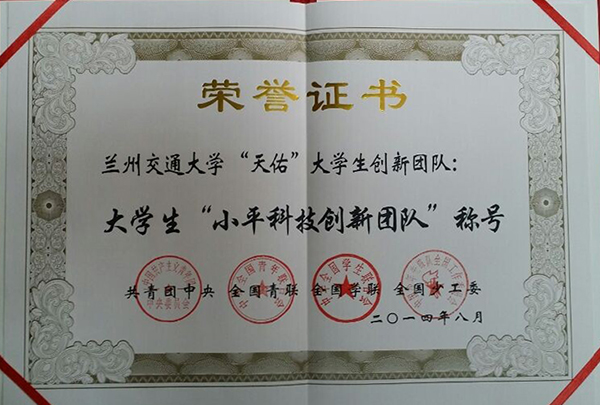 荣誉证书
兰州交通大学“天佑”大学生创新团队：
大学生“小平科技创新团队”称号
共青团中央 全国青联 全国学联 全国少工委
二〇一四年八月